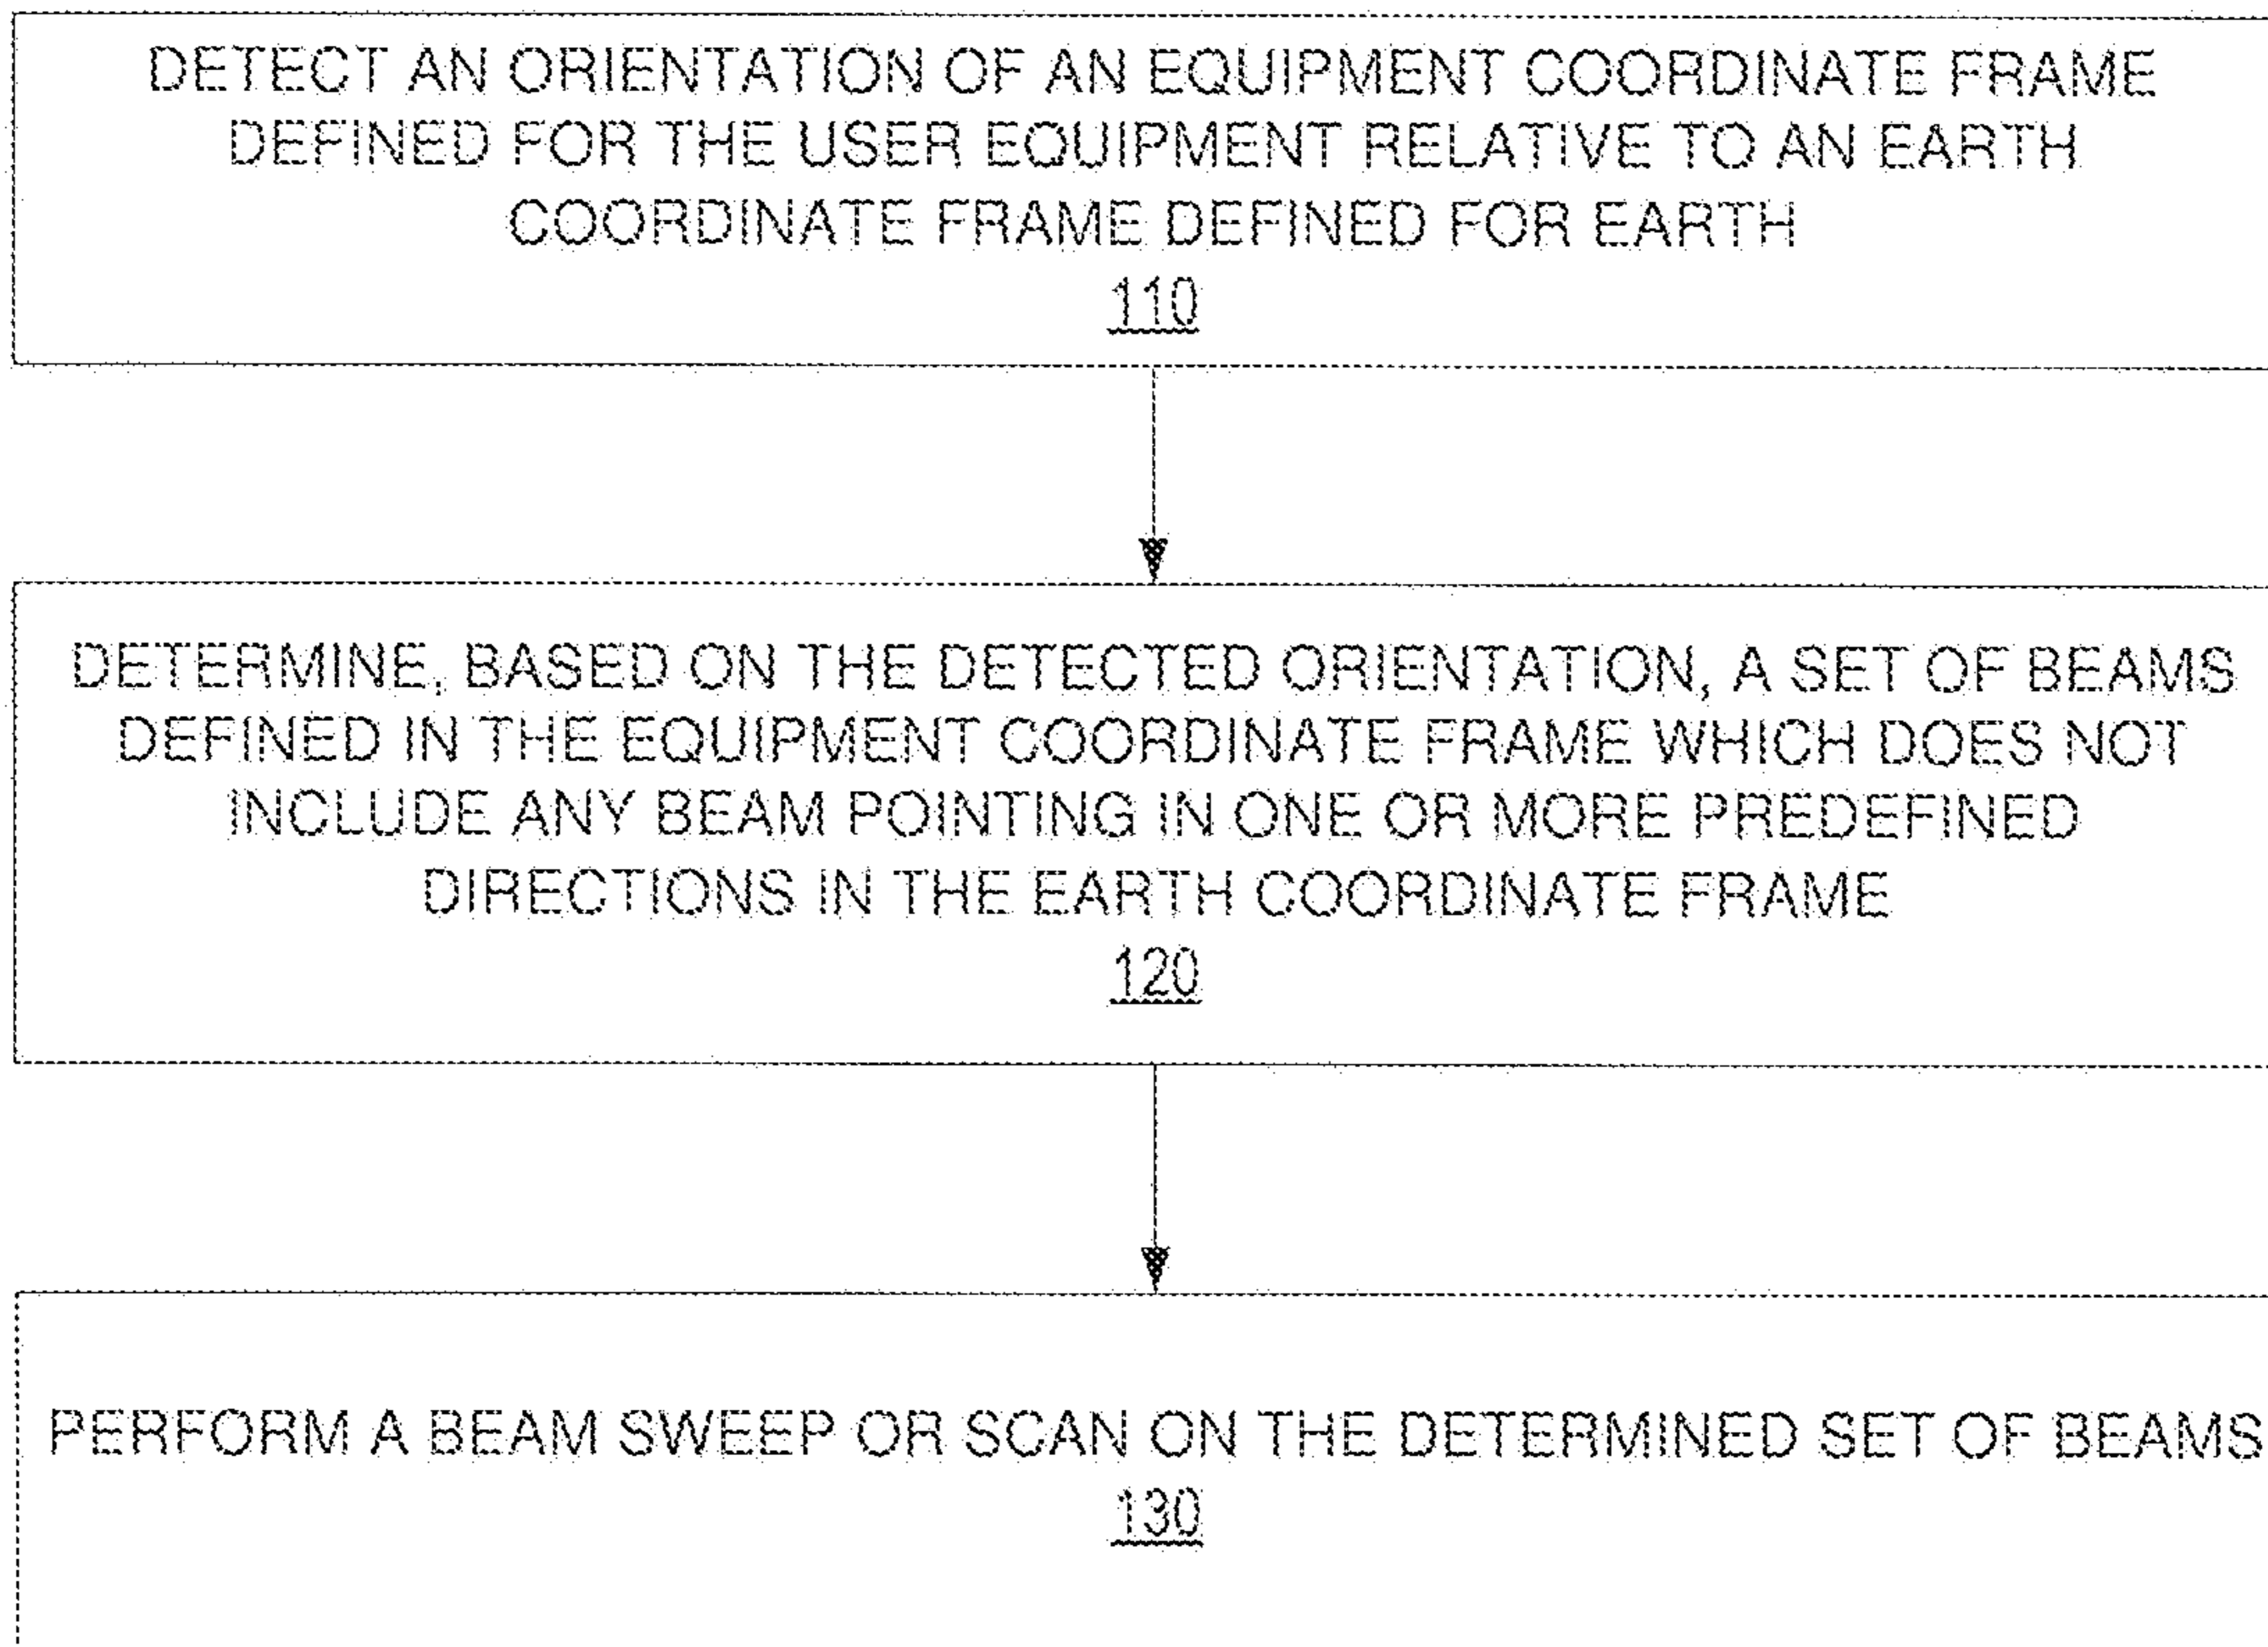 DETECT AN ORIENTATION OF AN EQUIPMENT COORDINATE FRAME
DEFINED FOR THE USER EQUIPMENT RELATIVE TO AN EARTH
COORDINATE FRAME DEFINED FOR EARTH
110
DETERMINE, BASED ON THE DETECTED ORIENTATION, A SET OF BEAMS
DEFINED IN THE EQUIPMENT COORDINATE FRAME WHICH DOES NOT
INCLUDE ANY BEAM POINTING IN ONE OR MORE PREDEFINED
DIRECTIONS IN THE EARTH COORDINATE FRAME
120
PERFORM A BEAM SWEEP OR SCAN ON THE DETERMINED SET OF BEAMS
130